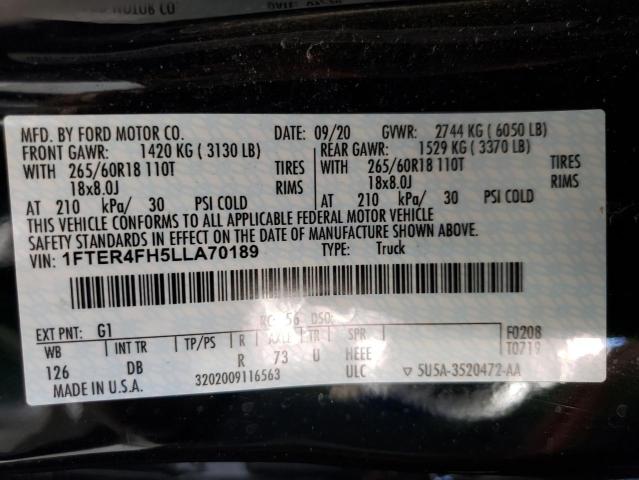 MFD. BY FORD MOTOR CO. DATE: 09/20 GVWR: 2744 KG ( 6050 LB)
FRONT GAWR: 1420 KG ( 3130 LB) REAR GAWR: 1529 KG ( 3370 LB)
WITH 265/60R18 110T TIRES WITH 265/60R18 110T TIRES
18x8.0J RIMS 18x8.0J RIMS
AT 210 kPa/ 30 PSI COLD AT 210 kPa/ 30 PSI COLD
THIS VEHICLE CONFORMS TO ALL APPLICABLE FEDERAL MOTOR VEHICLE
SAFETY STANDARDS IN EFFECT ON THE DATE OF MANUFACTURE SHOWN ABOVE.
VIN: 1FTER4FH5LLA70189 TYPE: Truck
EXT PNT: G1 RC: 56 DSO: F0208
WB INT TR TP/PS R AXLE TR SPR T0719
126 DB R 73 U HEEE
MADE IN U.S.A. 3202009116563 ULC ▽ 5U5A-3520472-AA